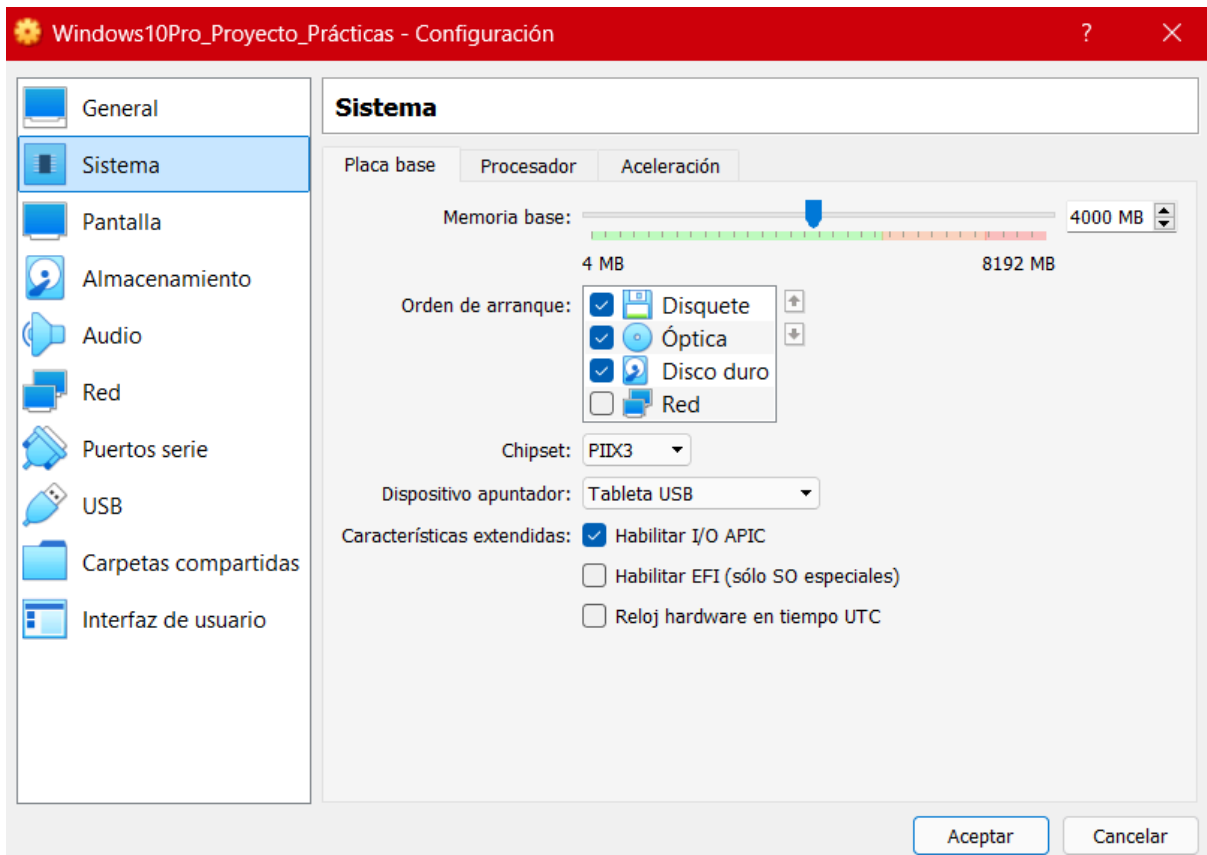 Windows10Pro_Proyecto_Prácticas - Configuración ?
General
Sistema
Pantalla
Almacenamiento
Audio
Red
Puertos serie
USB
Carpetas compartidas
Interfaz de usuario
Sistema
Placa base Procesador Aceleración
Memoria base: 4000 MB
4 MB 8192 MB
Orden de arranque: Disquete
Óptica
Disco duro
Red
Chipset: PIIX3
Dispositivo apuntador: Tableta USB
Características extendidas: Habilitar I/O APIC
Habilitar EFI (sólo SO especiales)
Reloj hardware en tiempo UTC
Aceptar Cancelar